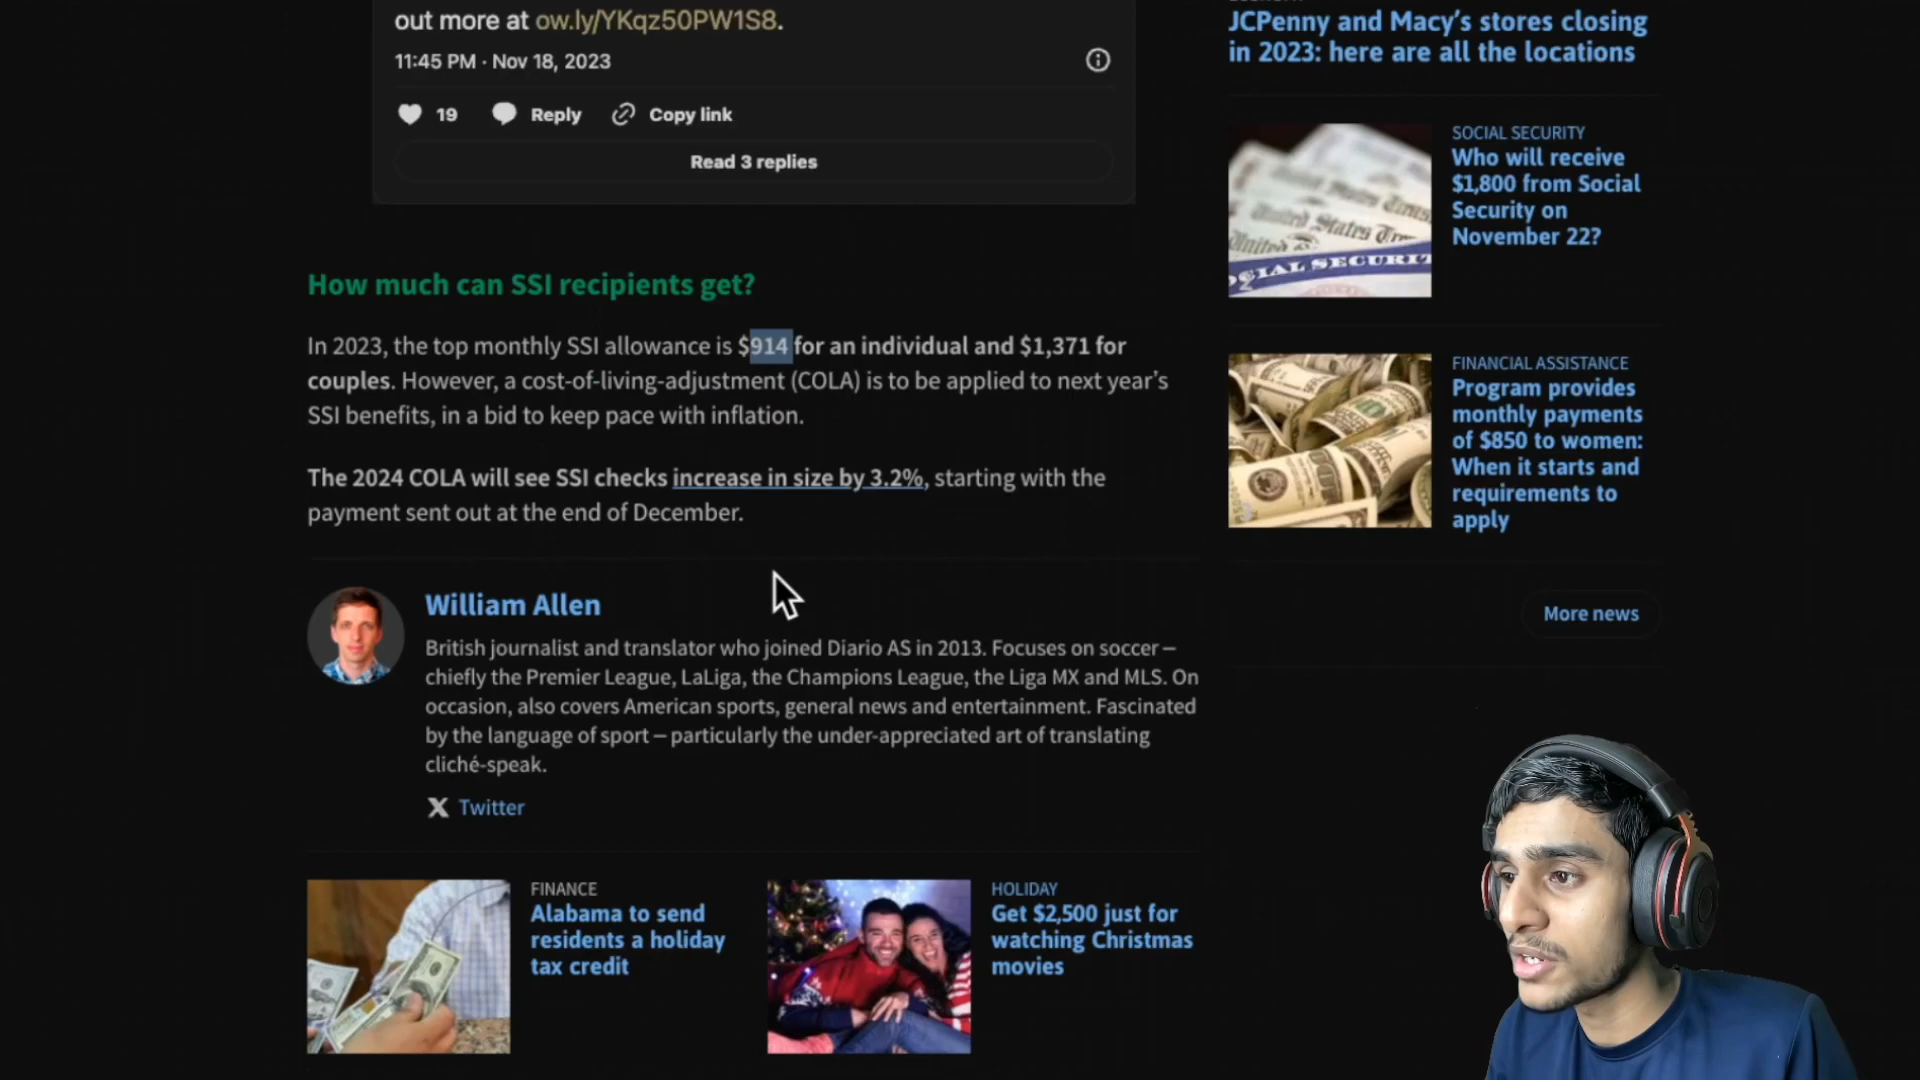 out more at ow.ly/YKqz50PW1S8.
11:45 PM · Nov 18, 2023
19 Reply Copy link
Read 3 replies
How much can SSI recipients get?
In 2023, the top monthly SSI allowance is $914 for an individual and $1,371 for
couples. However, a cost-of-living-adjustment (COLA) is to be applied to next year's
SSI benefits, in a bid to keep pace with inflation.
The 2024 COLA will see SSI checks increase in size by 3.2%, starting with the
payment sent out at the end of December.
William Allen
British journalist and translator who joined Diario AS in 2013. Focuses on soccer –
chiefly the Premier League, LaLiga, the Champions League, the Liga MX and MLS. On
occasion, also covers American sports, general news and entertainment. Fascinated
by the language of sport – particularly the under-appreciated art of translating
cliché-speak.
X Twitter
FINANCE
Alabama to send
residents a holiday
tax credit
HOLIDAY
Get $2,500 just for
watching Christmas
movies
JCPenny and Macy's stores closing
in 2023: here are all the locations
United States
SOCIAL SECURITY
SOCIAL SECURITY
Who will receive
$1,800 from Social
Security on
November 22?
FINANCIAL ASSISTANCE
Program provides
monthly payments
of $850 to women:
When it starts and
requirements to
apply
More news